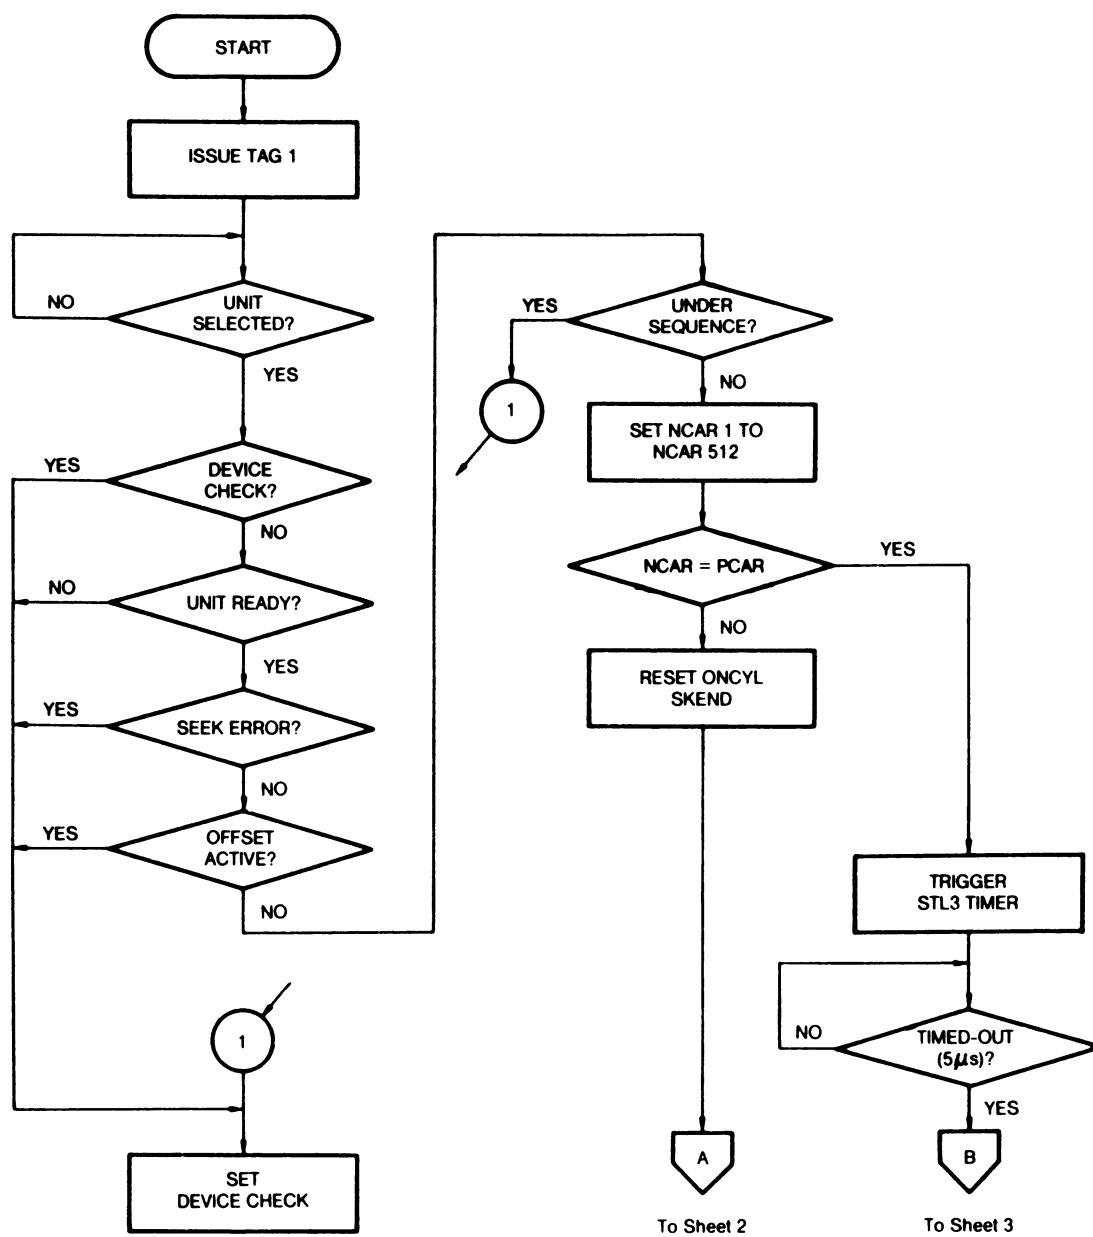 START
ISSUE TAG 1
NO
UNIT
SELECTED?
YES
YES
DEVICE
CHECK?
NO
NO
UNIT READY?
YES
YES
SEEK ERROR?
NO
YES
OFFSET
ACTIVE?
NO
1
SET
DEVICE CHECK
YES
UNDER
SEQUENCE?
1
NO
SET NCAR 1 TO
NCAR 512
NCAR = PCAR
YES
NO
RESET ONCYL
SKEND
A
To Sheet 2
TRIGGER
STL3 TIMER
NO
TIMED-OUT
(5μs)?
YES
B
To Sheet 3